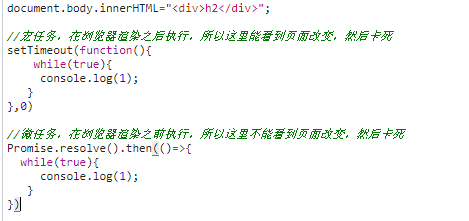 document.body.innerHTML="<div>h2</div>";
//宏任务，在浏览器渲染之后执行，所以这里能看到页面改变，然后卡死
setTimeout(function(){
while(true){
console.log(1);
}
},0)
//微任务，在浏览器渲染之前执行，所以这里不能看到页面改变，然后卡死
Promise.resolve().then(()=>{
while(true){
console.log(1);
}
})